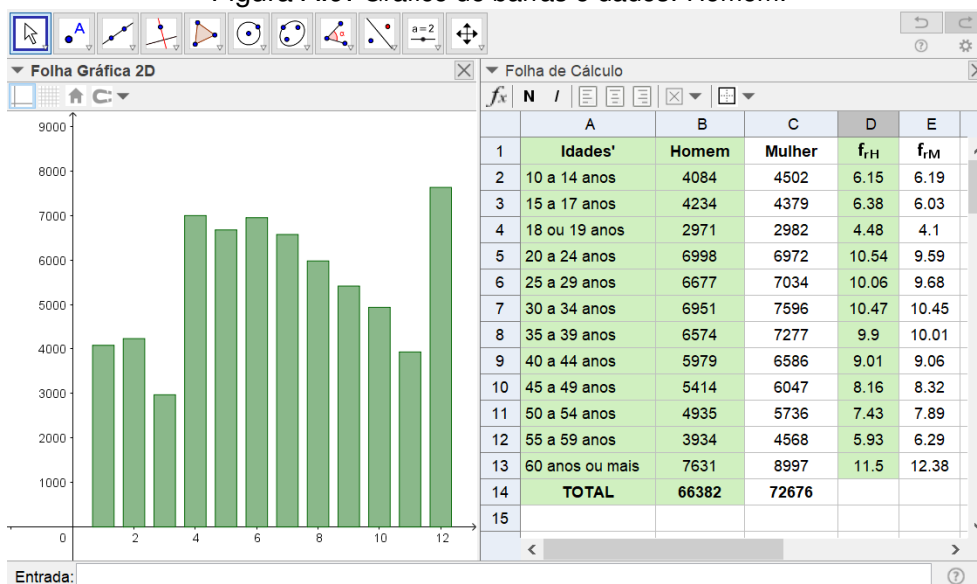 a = 2
Folha Gráfica 2D
Folha de Cálculo
fx N I
9000
8000
7000
6000
5000
4000
3000
2000
1000
0 2 4 6 8 10 12
A B C D E
1 Idades' Homem Mulher frH frM
2 10 a 14 anos 4084 4502 6.15 6.19
3 15 a 17 anos 4234 4379 6.38 6.03
4 18 ou 19 anos 2971 2982 4.48 4.1
5 20 a 24 anos 6998 6972 10.54 9.59
6 25 a 29 anos 6677 7034 10.06 9.68
7 30 a 34 anos 6951 7596 10.47 10.45
8 35 a 39 anos 6574 7277 9.9 10.01
9 40 a 44 anos 5979 6586 9.01 9.06
10 45 a 49 anos 5414 6047 8.16 8.32
11 50 a 54 anos 4935 5736 7.43 7.89
12 55 a 59 anos 3934 4568 5.93 6.29
13 60 anos ou mais 7631 8997 11.5 12.38
14 TOTAL 66382 72676
15
Entrada: